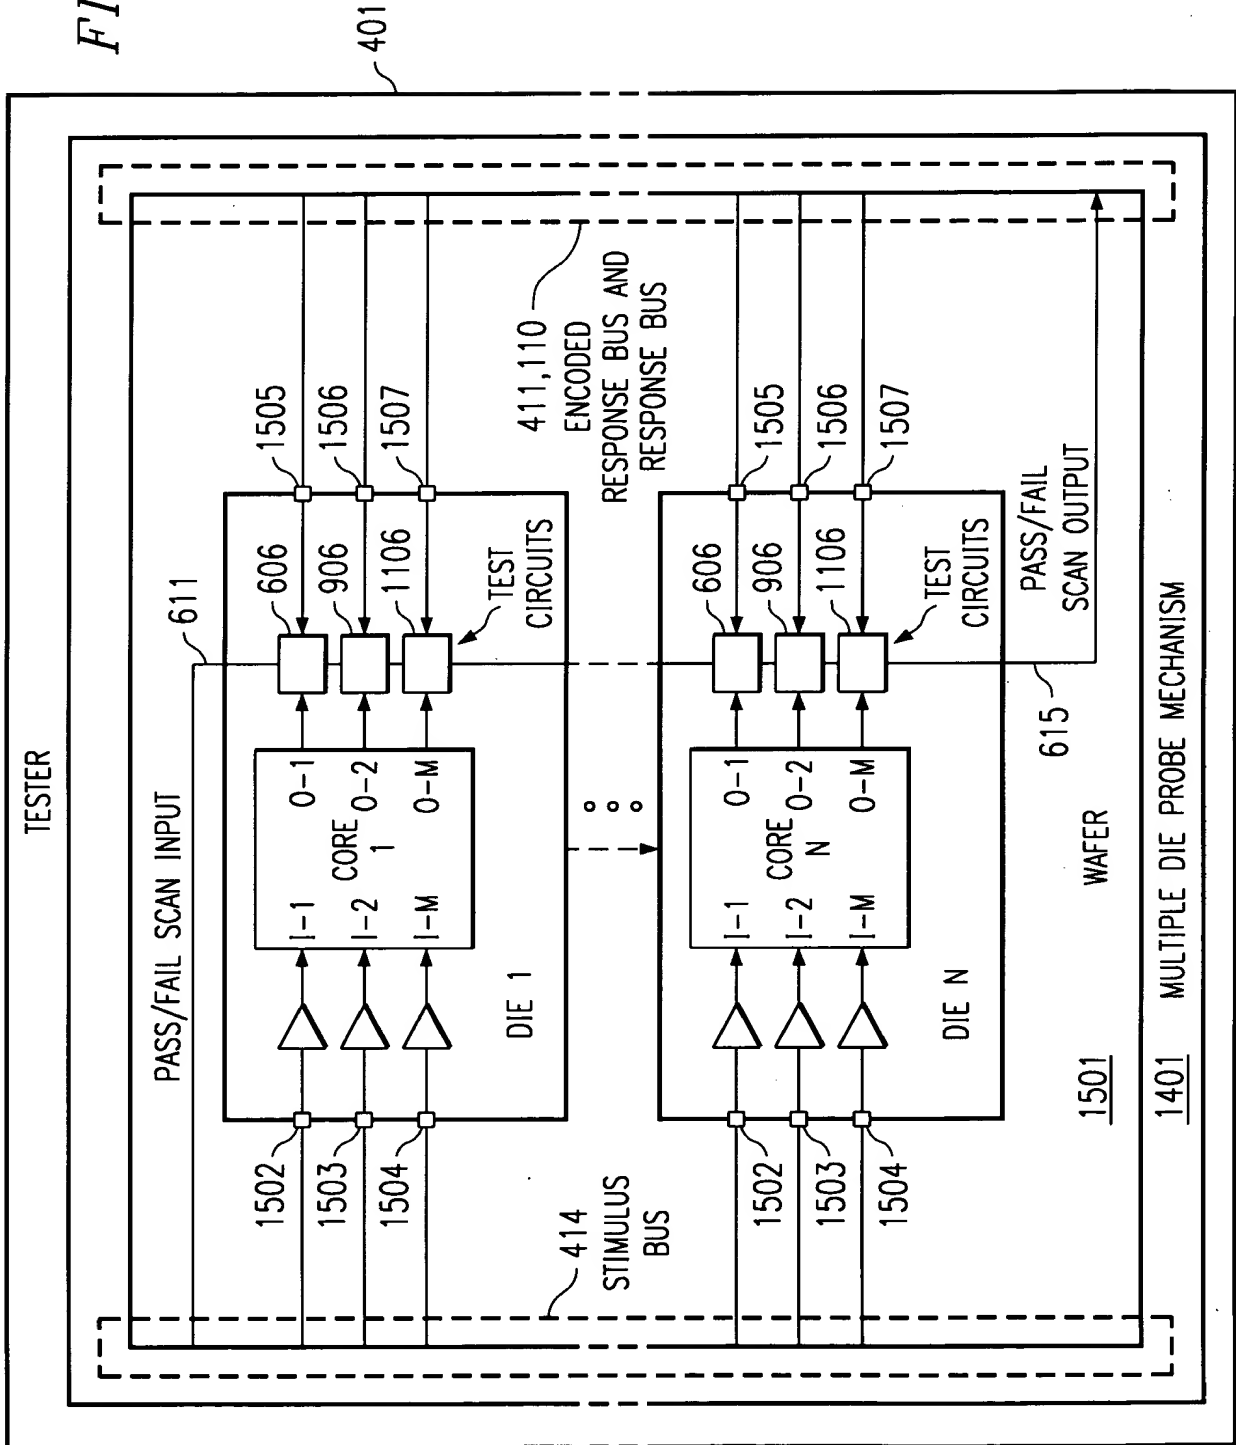 FI
401
TESTER
PASS/FAIL SCAN INPUT
611
1502
1503
1504
DIE 1
I-1
I-2
I-M
CORE
1
O-1
O-2
O-M
606
906
1106
TEST
CIRCUITS
1505
1506
1507
414
STIMULUS
BUS
411,110
ENCODED
RESPONSE BUS AND
RESPONSE BUS
1502
1503
1504
DIE N
I-1
I-2
I-M
CORE
N
O-1
O-2
O-M
606
906
1106
TEST
CIRCUITS
1505
1506
1507
615
PASS/FAIL
SCAN OUTPUT
1501
WAFER
1401
MULTIPLE DIE PROBE MECHANISM